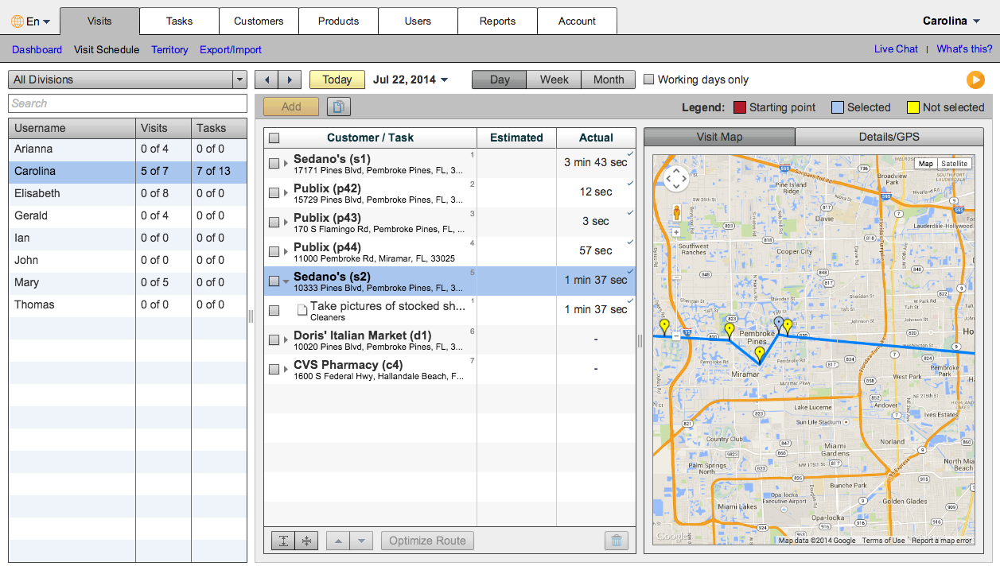 En
Visits
Tasks
Customers
Products
Users
Reports
Account
Carolina
Dashboard
Visit Schedule
Territory
Export/Import
Live Chat | What's this?
All Divisions
Today
Jul 22, 2014
Day
Week
Month
Working days only
Search
Add
Legend:
Starting point
Selected
Not selected
Username Visits Tasks
Arianna 0 of 4 0 of 0
Carolina 5 of 7 7 of 13
Elisabeth 0 of 8 0 of 0
Gerald 0 of 4 0 of 0
Ian 0 of 0 0 of 0
John 0 of 0 0 of 0
Mary 0 of 5 0 of 0
Thomas 0 of 0 0 of 0
Customer / Task Estimated Actual
Sedano's (s1) 1
17171 Pines Blvd, Pembroke Pines, FL, 3...
3 min 43 sec
Publix (p42) 2
15729 Pines Blvd, Pembroke Pines, FL, 3...
12 sec
Publix (p43) 3
170 S Flamingo Rd, Pembroke Pines, FL, ...
3 sec
Publix (p44) 4
11000 Pembroke Rd, Miramar, FL, 33025
57 sec
Sedano's (s2) 5
10333 Pines Blvd, Pembroke Pines, FL, 3...
1 min 37 sec
Take pictures of stocked sh... 1
Cleaners
1 min 37 sec
Doris' Italian Market (d1) 6
10020 Pines Blvd, Pembroke Pines, FL, 3...
-
CVS Pharmacy (c4) 7
1600 S Federal Hwy, Hallandale Beach, F...
-
Optimize Route
Visit Map
Details/GPS
Map
Satellite
Broadview
Park
Pine Island
Ridge
Davie
Lauderdale-Hollywood
Southwest
Ranches
Cooper City
Pembroke
Pines
Miramar
West Park
Pembroke
Park
Lake Lucerne
Andover
Sun Life Stadium
Ives Estates
Country Club
Miami
Gardens
Norland
Palm Springs
North
North Miami
Bunche Park
Opa-locka
Executive Airport
Miami Lakes
Golden Glades
Opa-locka
Google
Map data ©2014 Google
Terms of Use
Report a map error